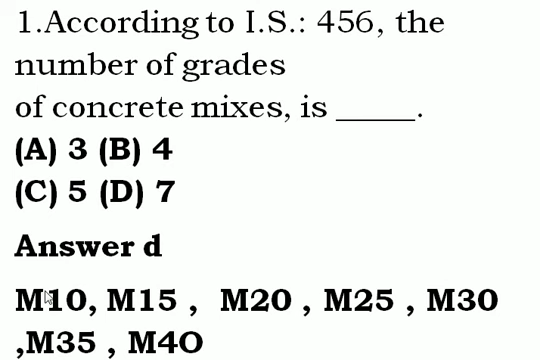 1.According to I.S.: 456, the
number of grades
of concrete mixes, is _____.
(A) 3 (B) 4
(C) 5 (D) 7
Answer d
M10, M15 ,  M20 , M25 , M30
,M35 , M4O